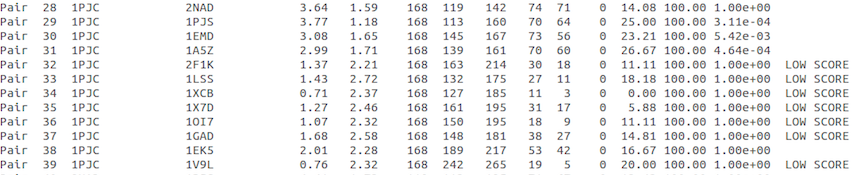 Pair 28 1PJC 2NAD 3.64 1.59 168 119 142 74 71 0 14.08 100.00 1.00e+00
Pair 29 1PJC 1PJS 3.77 1.18 168 113 160 70 64 0 25.00 100.00 3.11e-04
Pair 30 1PJC 1EMD 3.08 1.65 168 145 167 73 56 0 23.21 100.00 5.42e-03
Pair 31 1PJC 1A5Z 2.99 1.71 168 139 161 70 60 0 26.67 100.00 4.64e-04
Pair 32 1PJC 2F1K 1.37 2.21 168 163 214 30 18 0 11.11 100.00 1.00e+00 LOW SCORE
Pair 33 1PJC 1LSS 1.43 2.72 168 132 175 27 11 0 18.18 100.00 1.00e+00 LOW SCORE
Pair 34 1PJC 1XCB 0.71 2.37 168 127 185 11 3 0 0.00 100.00 1.00e+00 LOW SCORE
Pair 35 1PJC 1X7D 1.27 2.46 168 161 195 31 17 0 5.88 100.00 1.00e+00 LOW SCORE
Pair 36 1PJC 1OI7 1.07 2.32 168 150 195 18 9 0 11.11 100.00 1.00e+00 LOW SCORE
Pair 37 1PJC 1GAD 1.68 2.58 168 148 181 38 27 0 14.81 100.00 1.00e+00 LOW SCORE
Pair 38 1PJC 1EK5 2.01 2.28 168 189 217 53 42 0 16.67 100.00 1.00e+00
Pair 39 1PJC 1V9L 0.76 2.32 168 242 265 19 5 0 20.00 100.00 1.00e+00 LOW SCORE